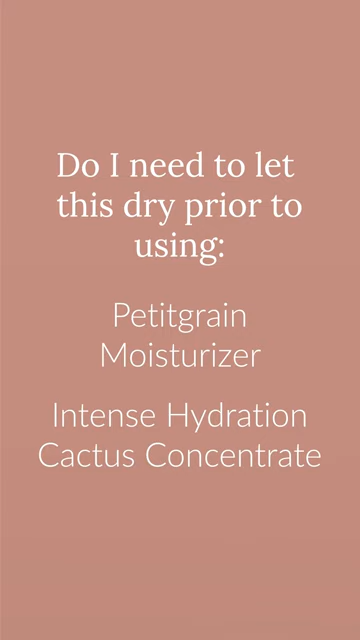 Do I need to let
this dry prior to
using:
Petitgrain
Moisturizer
Intense Hydration
Cactus Concentrate